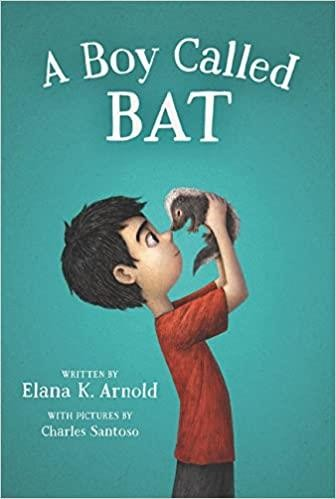 A Boy Called
BAT
WRITTEN BY
Elana K. Arnold
WITH PICTURES BY
Charles Santoso